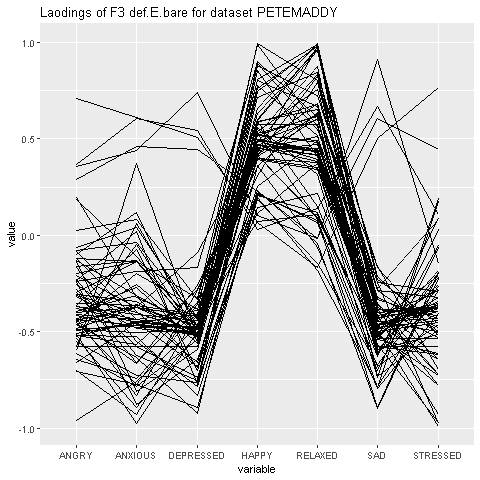 Laodings of F3 def.E.bare for dataset PETEMADDY
value
1.0
0.5
0.0
-0.5
-1.0
ANGRY ANXIOUS DEPRESSED HAPPY RELAXED SAD STRESSED
variable